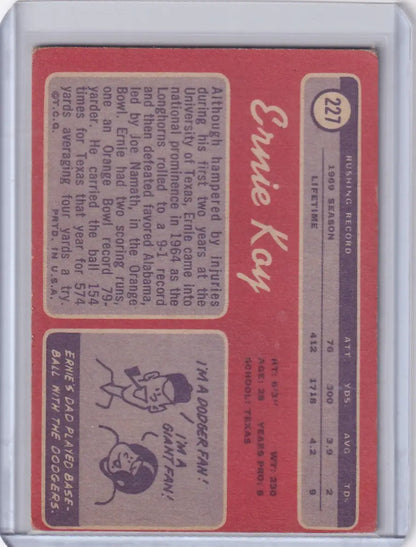 227
RUSHING RECORD
ATT. YDS. AVG. TD.
1969 SEASON 76 300 3.9 2
LIFETIME 412 1718 4.2 9
Ernie Koy
HT: 6'3" WT: 230
AGE: 26 YEARS PRO: 5
SCHOOL: TEXAS
Although hampered by injuries
during his first two years at the
University of Texas, Ernie came into
national prominence in 1964 as the
Longhorns rolled to a 9-1 record
and then defeated favored Alabama,
led by Joe Namath, in the Orange
Bowl. Ernie had two scoring runs,
one an Orange Bowl record 79-
yarder. He carried the ball 154
times for Texas that year for 574
yards averaging four yards a try.
©T.C.G. PRTD. IN U.S.A.
I'M A DODGER FAN!
I'M A
GIANT FAN!
ERNIE'S DAD PLAYED BASE-
BALL WITH THE DODGERS.